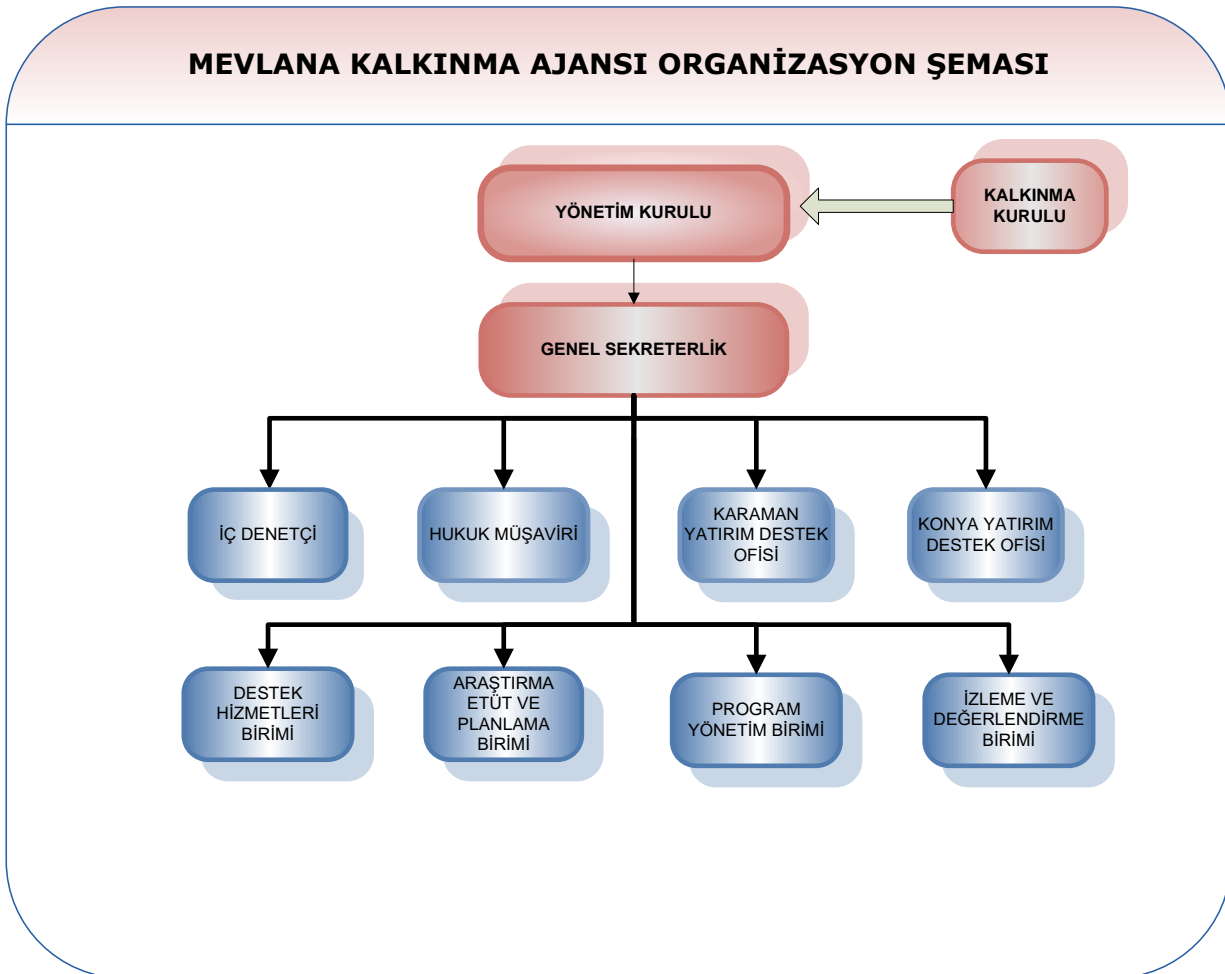 MEVLANA KALKINMA AJANSI ORGANİZASYON ŞEMASI
YÖNETİM KURULU
KALKINMA
KURULU
GENEL SEKRETERLİK
İÇ DENETÇİ
HUKUK MÜŞAVİRİ
KARAMAN
YATIRIM DESTEK
OFİSİ
KONYA YATIRIM
DESTEK OFİSİ
DESTEK
HİZMETLERİ
BİRİMİ
ARAŞTIRMA
ETÜT VE
PLANLAMA
BİRİMİ
PROGRAM
YÖNETİM BİRİMİ
İZLEME VE
DEĞERLENDİRME
BİRİMİ